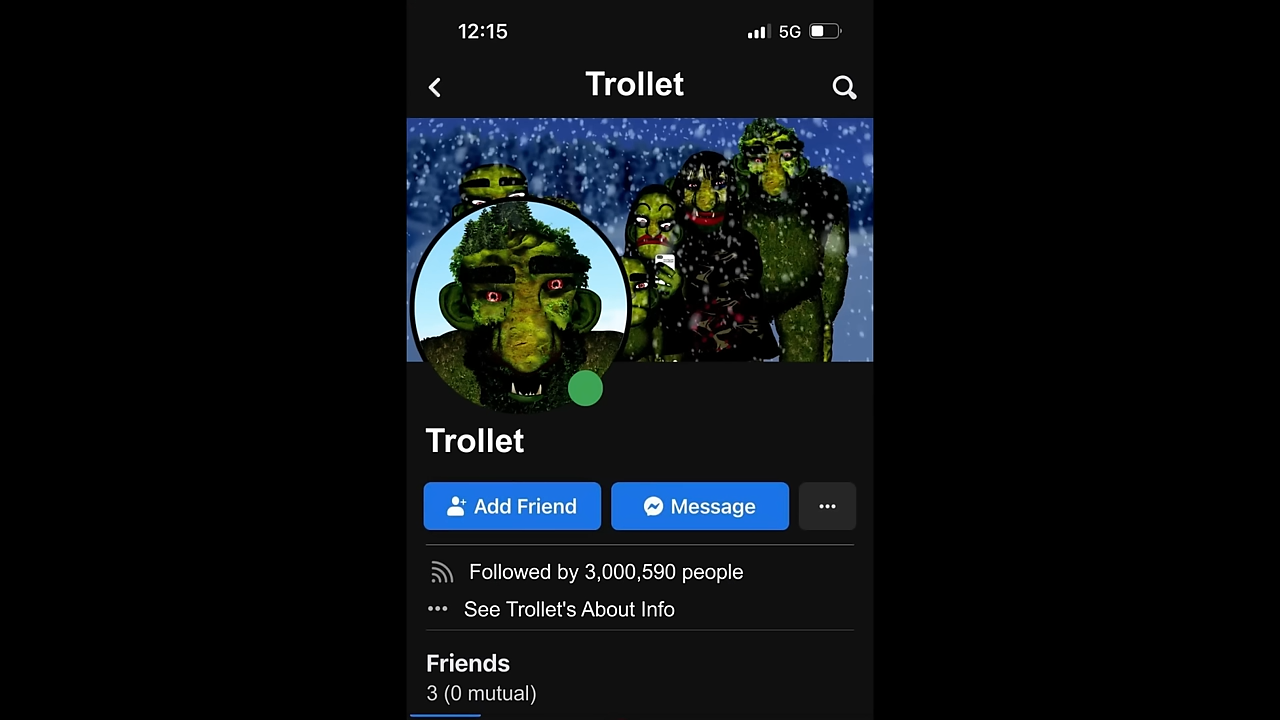 12:15
5G
Trollet
Trollet
Add Friend
Message
Followed by 3,000,590 people
See Trollet's About Info
Friends
3 (0 mutual)